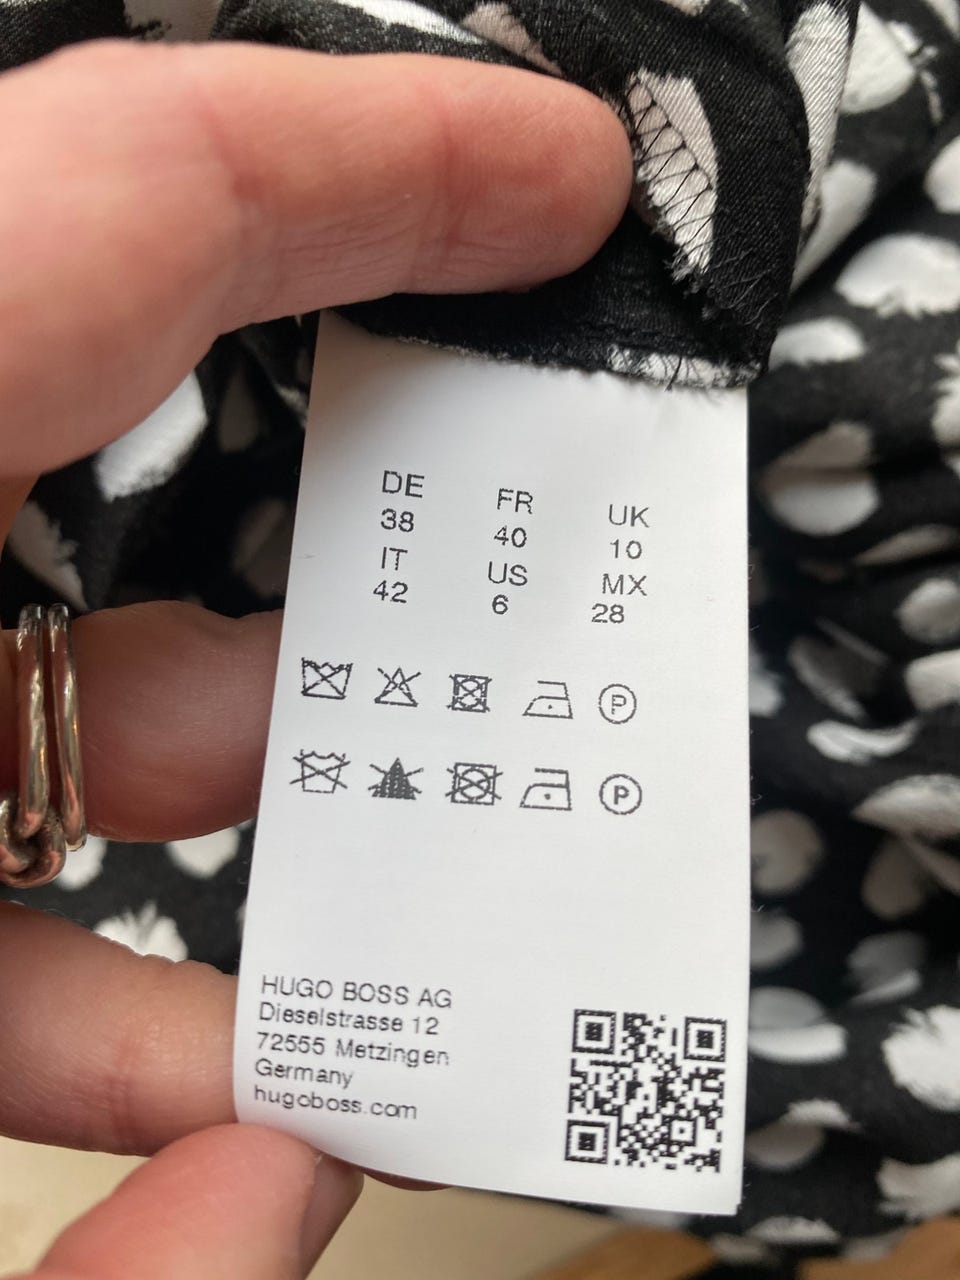 DE FR UK
38 40 10
IT US MX
42 6 28
P
P
HUGO BOSS AG
Dieselstrasse 12
72555 Metzingen
Germany
hugoboss.com